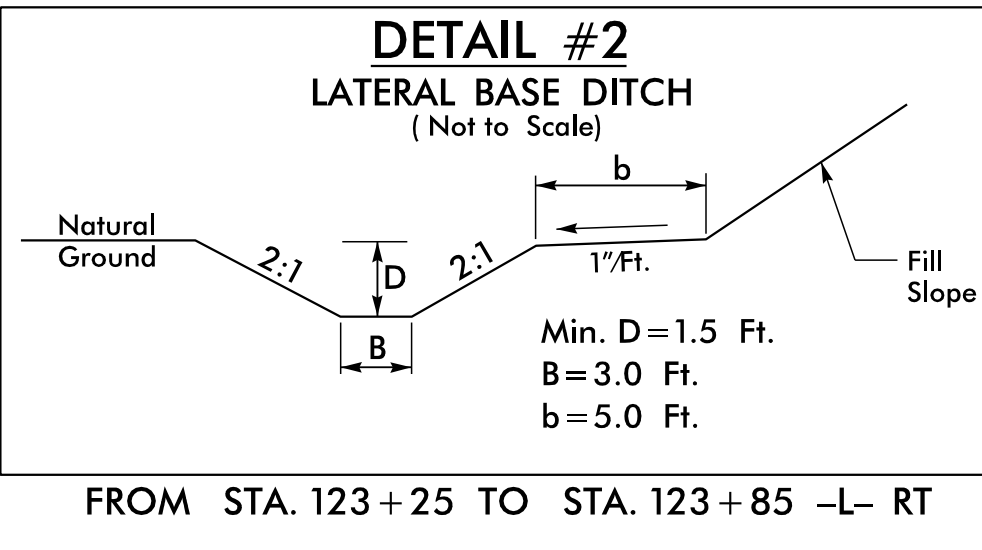 DETAIL #2
LATERAL BASE DITCH
( Not to Scale)
b
Natural
Ground
2:1
D
2:1
1"/Ft.
Fill
Slope
B
Min. D=1.5 Ft.
B=3.0 Ft.
b=5.0 Ft.
FROM STA. 123+25 TO STA. 123+85 -L- RT